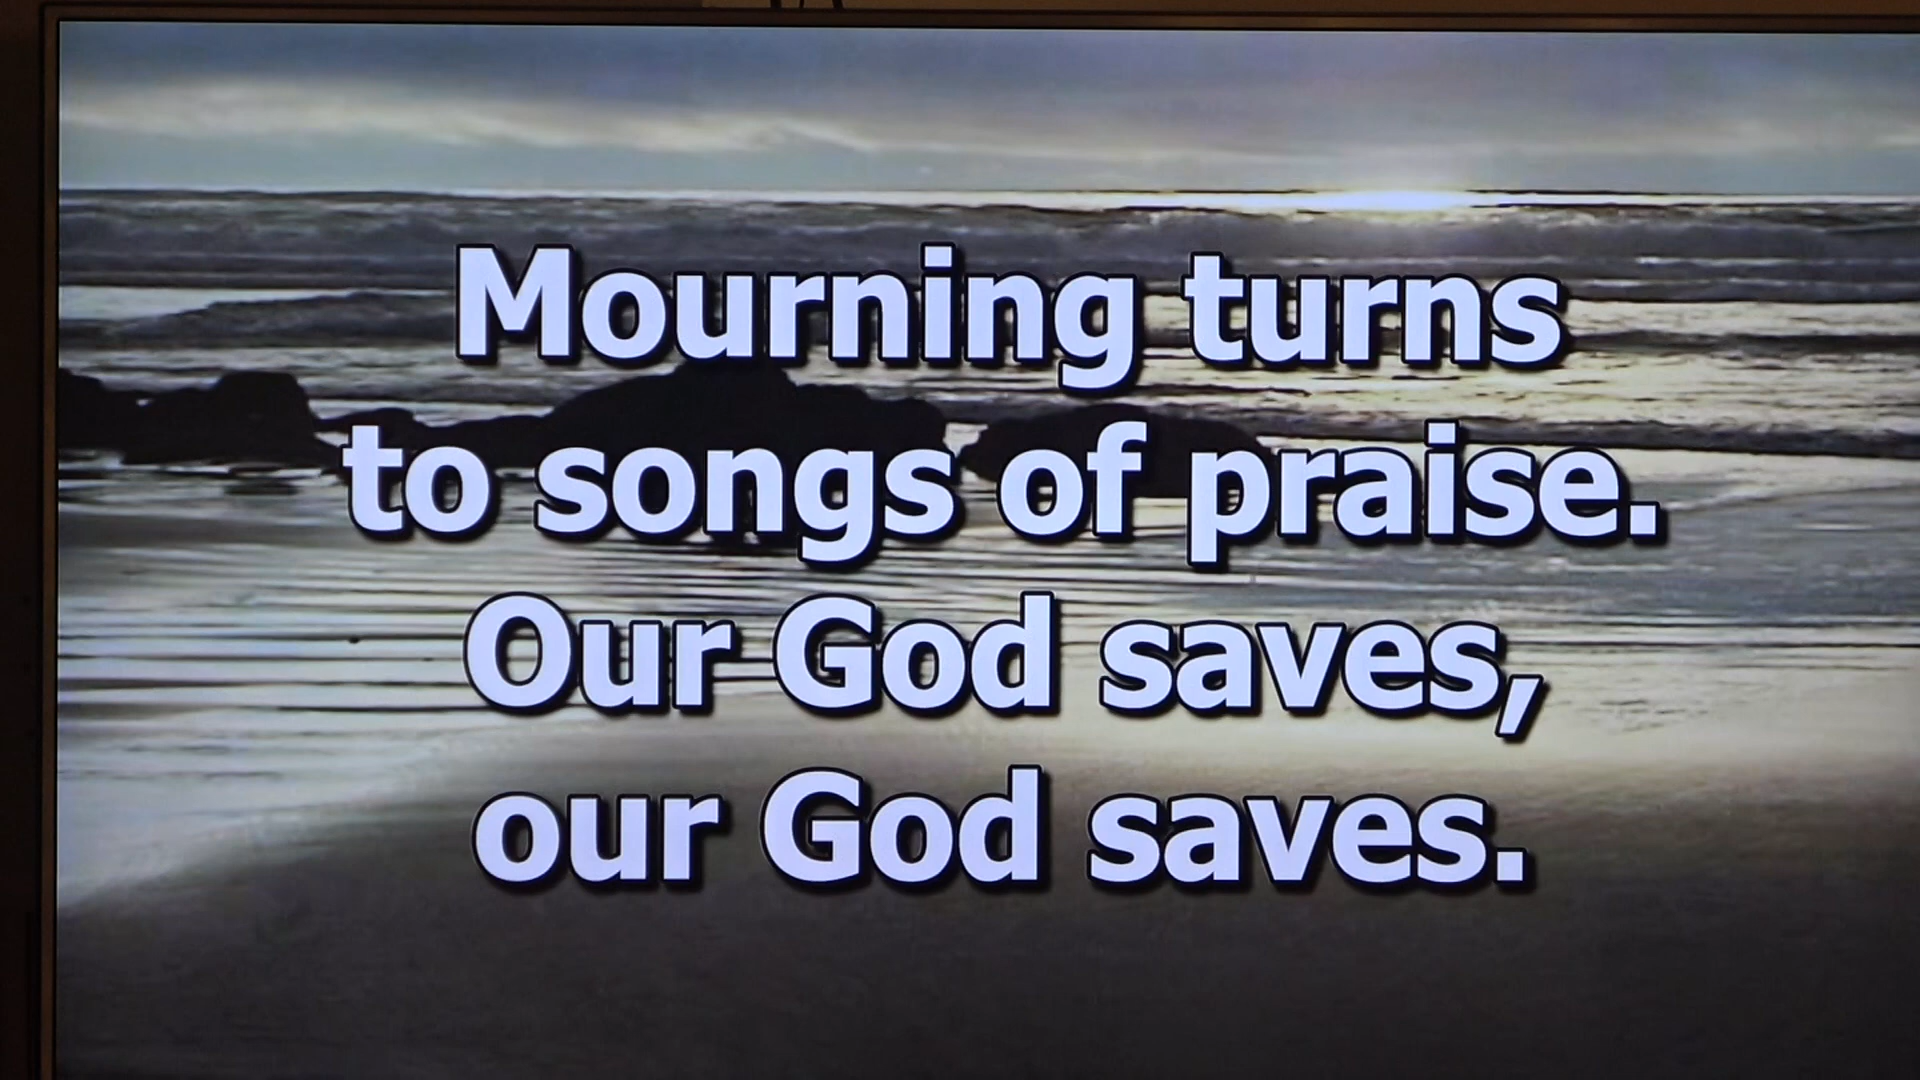 Mourning turns
to songs of praise.
Our God saves,
our God saves.